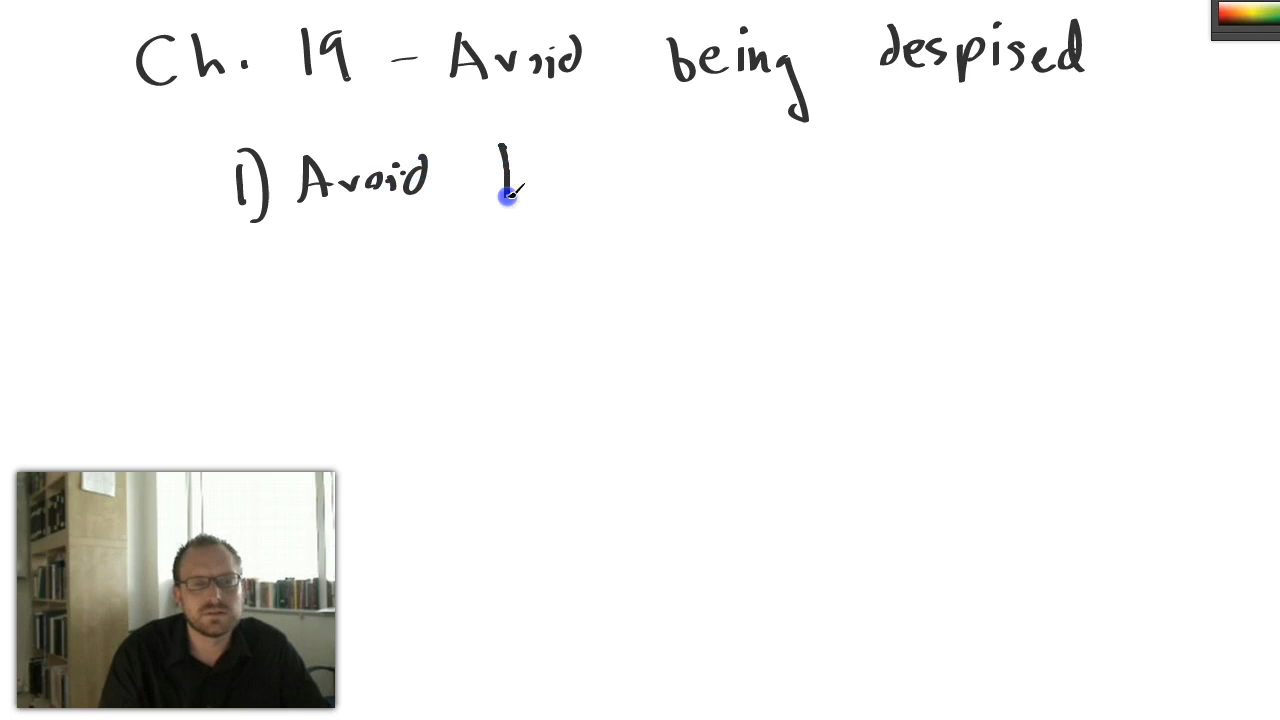 Ch. 19 - Avoid being despised
1) Avoid